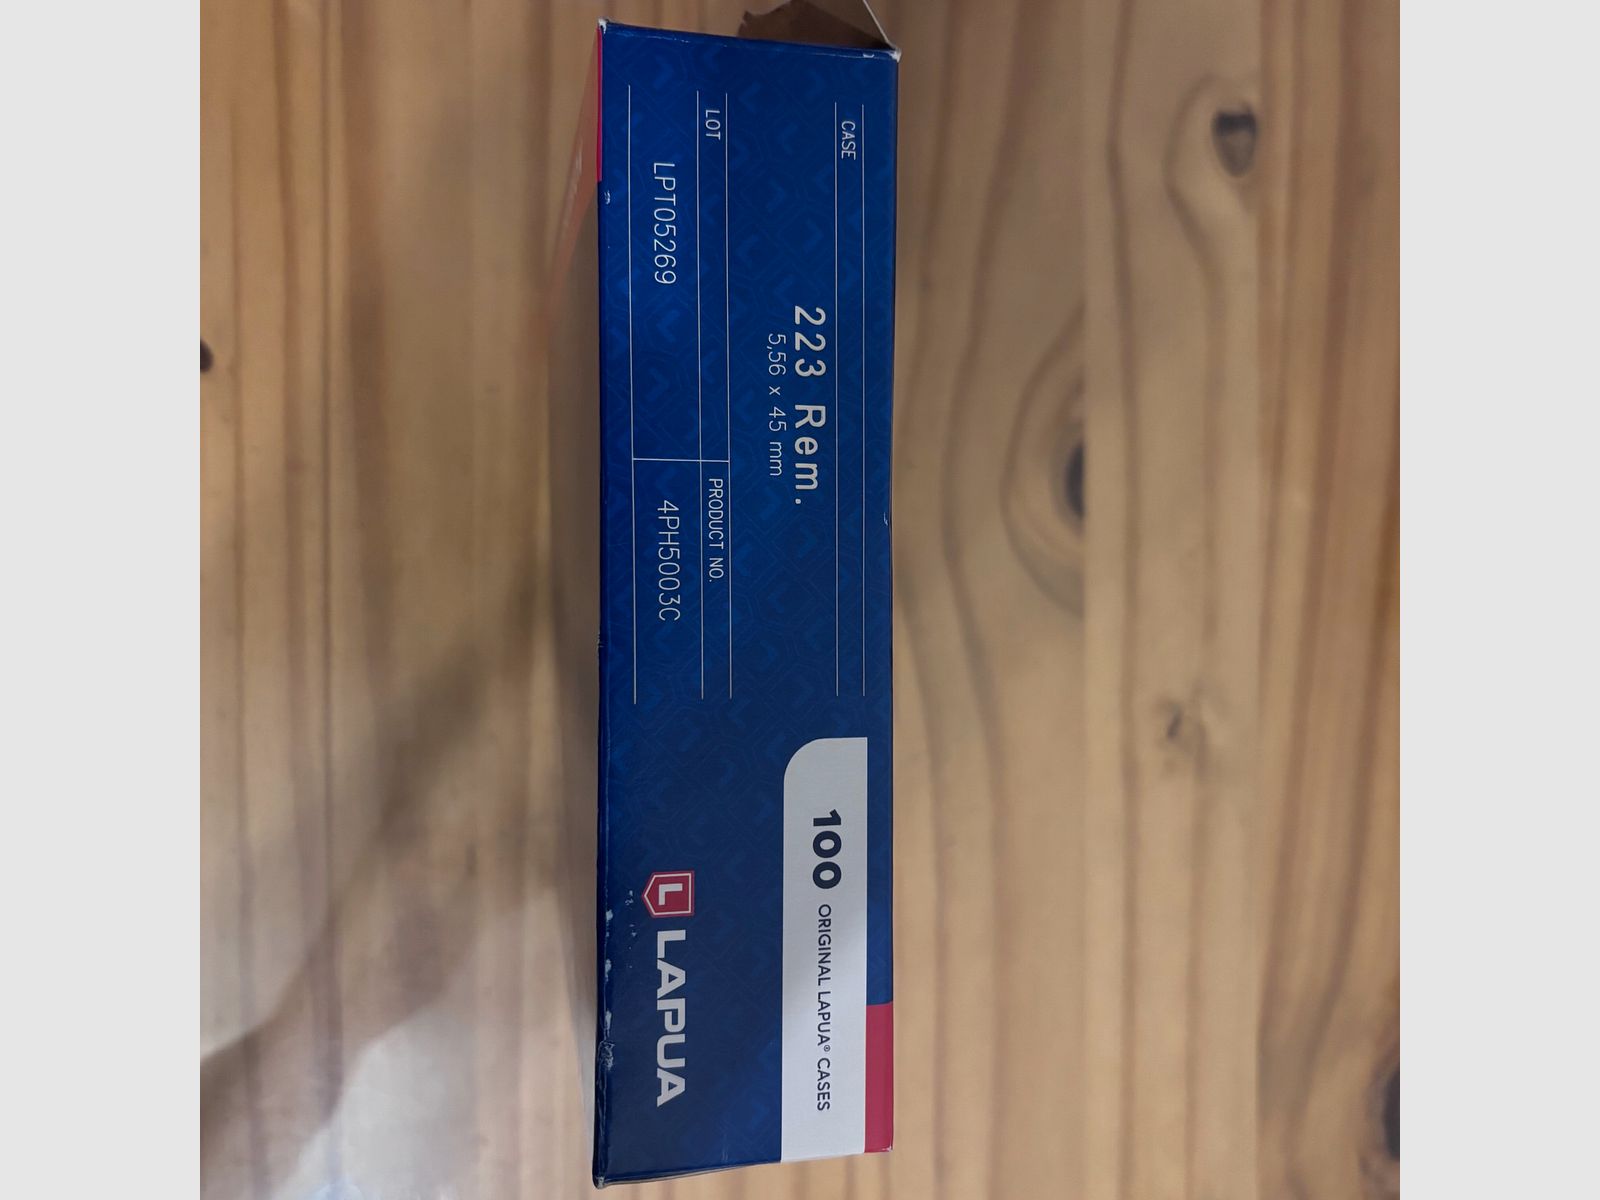 CASE
223 Rem.
5,56 x 45 mm
LOT
LPT05269
PRODUCT NO.
4PH5003C
100 ORIGINAL LAPUA® CASES
L LAPUA